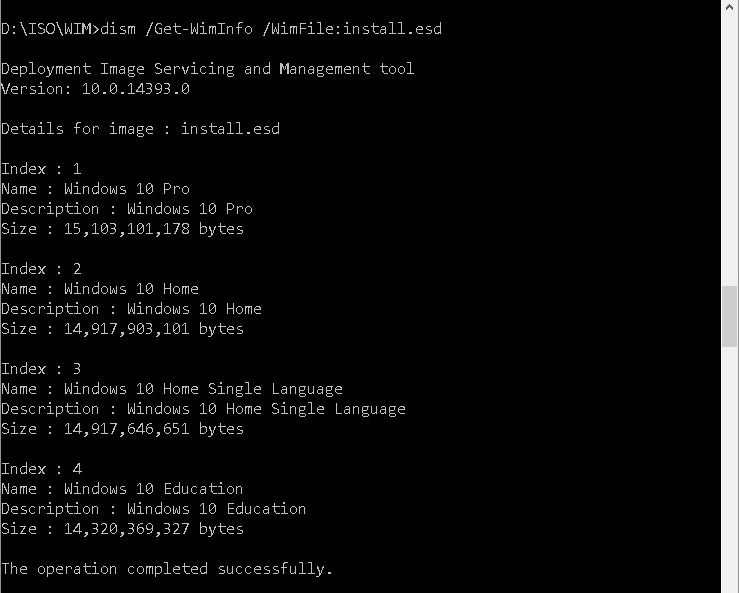 D:\ISO\WIM>dism /Get-WimInfo /WimFile:install.esd
Deployment Image Servicing and Management tool
Version: 10.0.14393.0
Details for image : install.esd
Index : 1
Name : Windows 10 Pro
Description : Windows 10 Pro
Size : 15,103,101,178 bytes
Index : 2
Name : Windows 10 Home
Description : Windows 10 Home
Size : 14,917,903,101 bytes
Index : 3
Name : Windows 10 Home Single Language
Description : Windows 10 Home Single Language
Size : 14,917,646,651 bytes
Index : 4
Name : Windows 10 Education
Description : Windows 10 Education
Size : 14,320,369,327 bytes
The operation completed successfully.